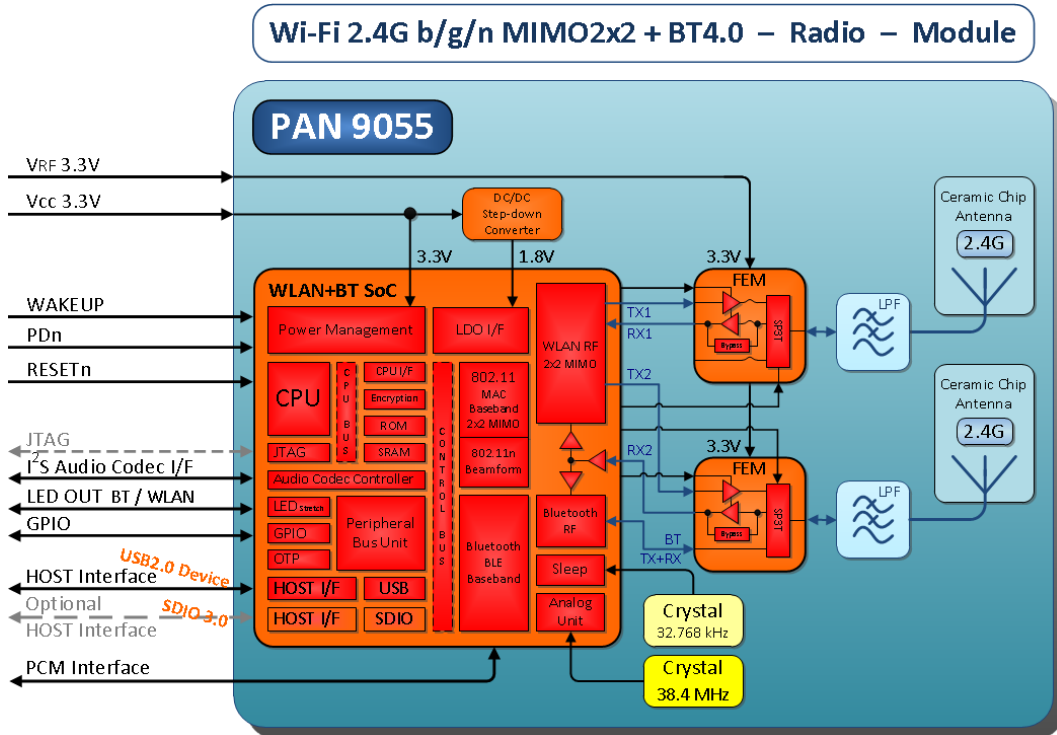 Wi-Fi 2.4G b/g/n MIMO2x2 + BT4.0 – Radio – Module
PAN 9055
VRF 3.3V
Vcc 3.3V
DC/DC
Step-down
Converter
3.3V
1.8V
WAKEUP
PDn
RESETn
JTAG
I²S Audio Codec I/F
LED OUT BT / WLAN
GPIO
HOST Interface
USB2.0 Device
Optional
HOST Interface
SDIO 3.0
PCM Interface
WLAN+BT SoC
Power Management
LDO I/F
CPU
CPU BUS
CPU I/F
Encryption
ROM
SRAM
JTAG
Audio Codec Controller
LED Stretch
GPIO
OTP
Peripheral
Bus Unit
HOST I/F
USB
HOST I/F
SDIO
CONTROL BUS
802.11
MAC
Baseband
2x2 MIMO
802.11n
Beamform
Bluetooth
BLE
Baseband
WLAN RF
2x2 MIMO
Bluetooth
RF
Sleep
Analog
Unit
TX1
RX1
TX2
RX2
BT
TX+RX
3.3V
FEM
Bypass
SP3T
LPF
Ceramic Chip
Antenna
2.4G
3.3V
FEM
Bypass
SP3T
LPF
Ceramic Chip
Antenna
2.4G
Crystal
32.768 kHz
Crystal
38.4 MHz